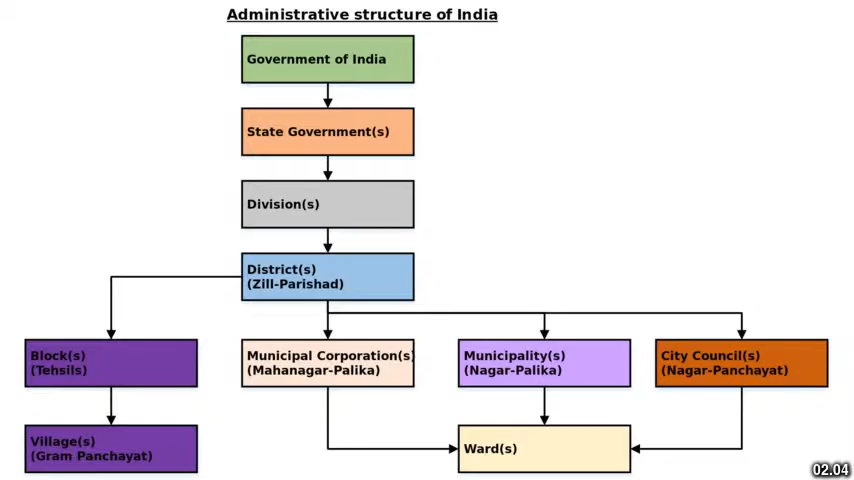 Administrative structure of India
Government of India
State Government(s)
Division(s)
District(s)
(Zill-Parishad)
Block(s)
(Tehsils)
Municipal Corporation(s)
(Mahanagar-Palika)
Municipality(s)
(Nagar-Palika)
City Council(s)
(Nagar-Panchayat)
Village(s)
(Gram Panchayat)
Ward(s)
02.04